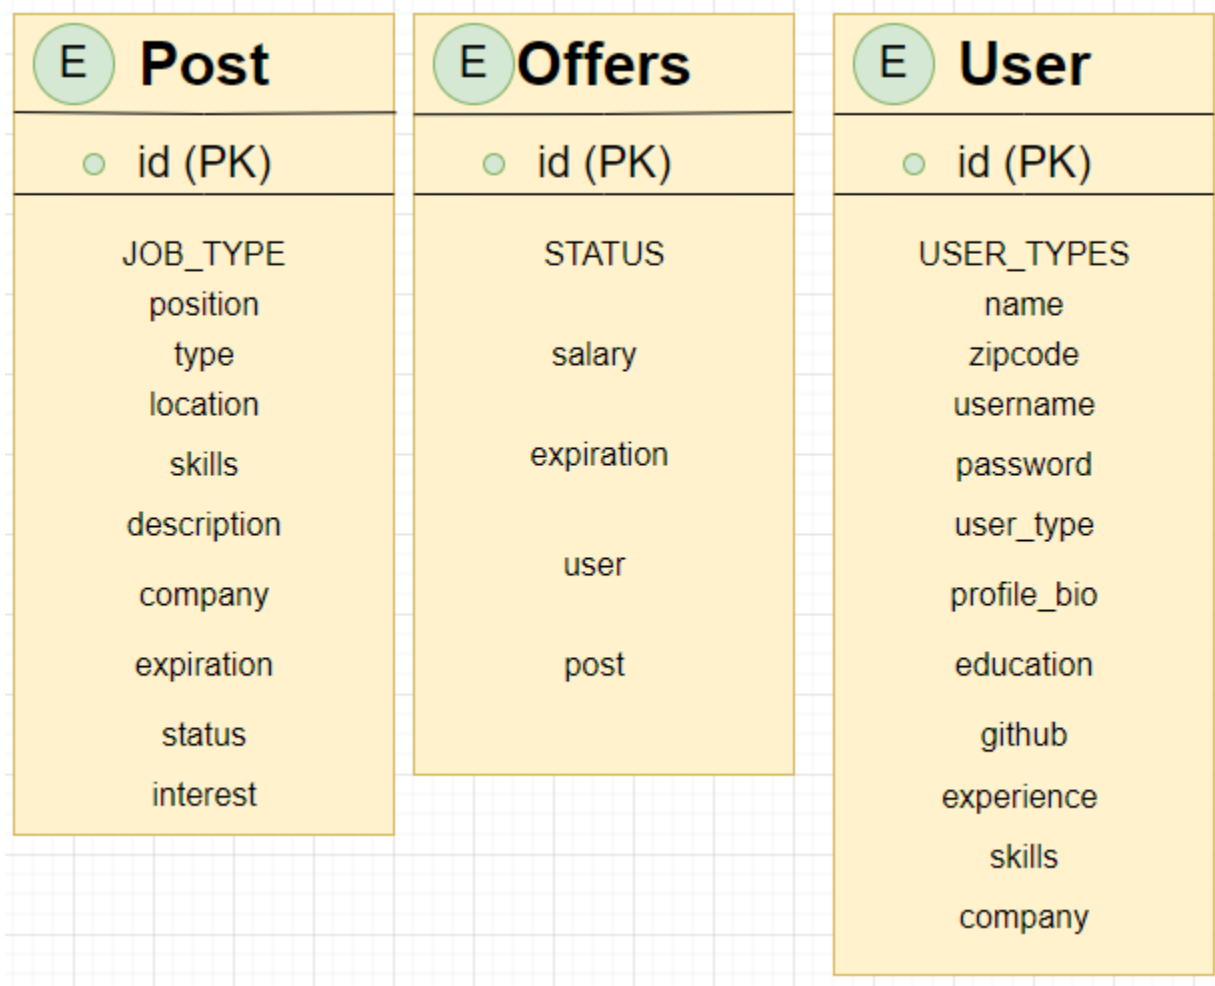 E Post
id (PK)
JOB_TYPE
position
type
location
skills
description
company
expiration
status
interest
E Offers
id (PK)
STATUS
salary
expiration
user
post
E User
id (PK)
USER_TYPES
name
zipcode
username
password
user_type
profile_bio
education
github
experience
skills
company